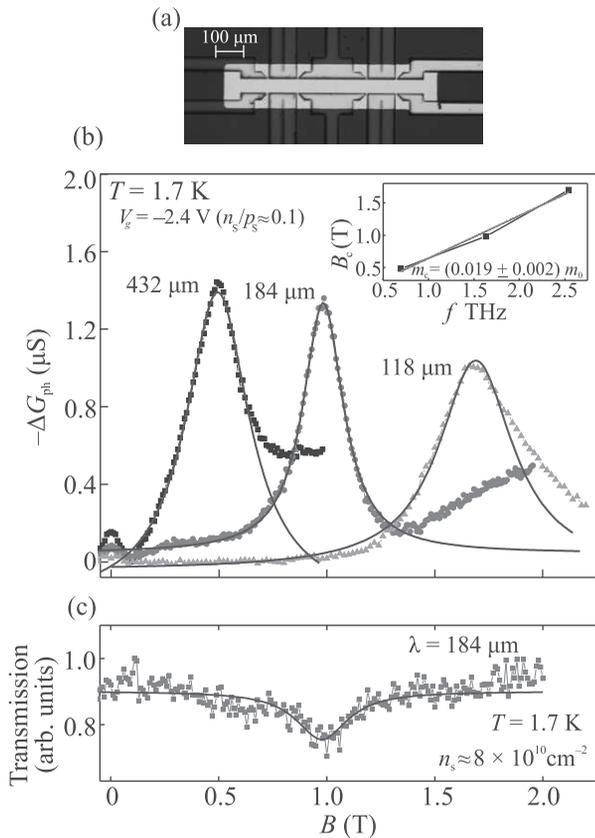 (a)
100 μm
(b)
2.0
1.6
1.2
0.8
0.4
0
−ΔG_ph (μS)
T = 1.7 K
V_g = −2.4 V (n_s/p_s≈0.1)
432 μm
184 μm
118 μm
1.5
1.0
0.5
B_c (T)
m_c = (0.019 ± 0.002) m_0
0.5 1.0 1.5 2.0 2.5
f THz
(c)
1.0
0.8
Transmission
(arb. units)
λ = 184 μm
T = 1.7 K
n_s ≈ 8 × 10^10 cm^−2
0 0.5 1.0 1.5 2.0
B (T)